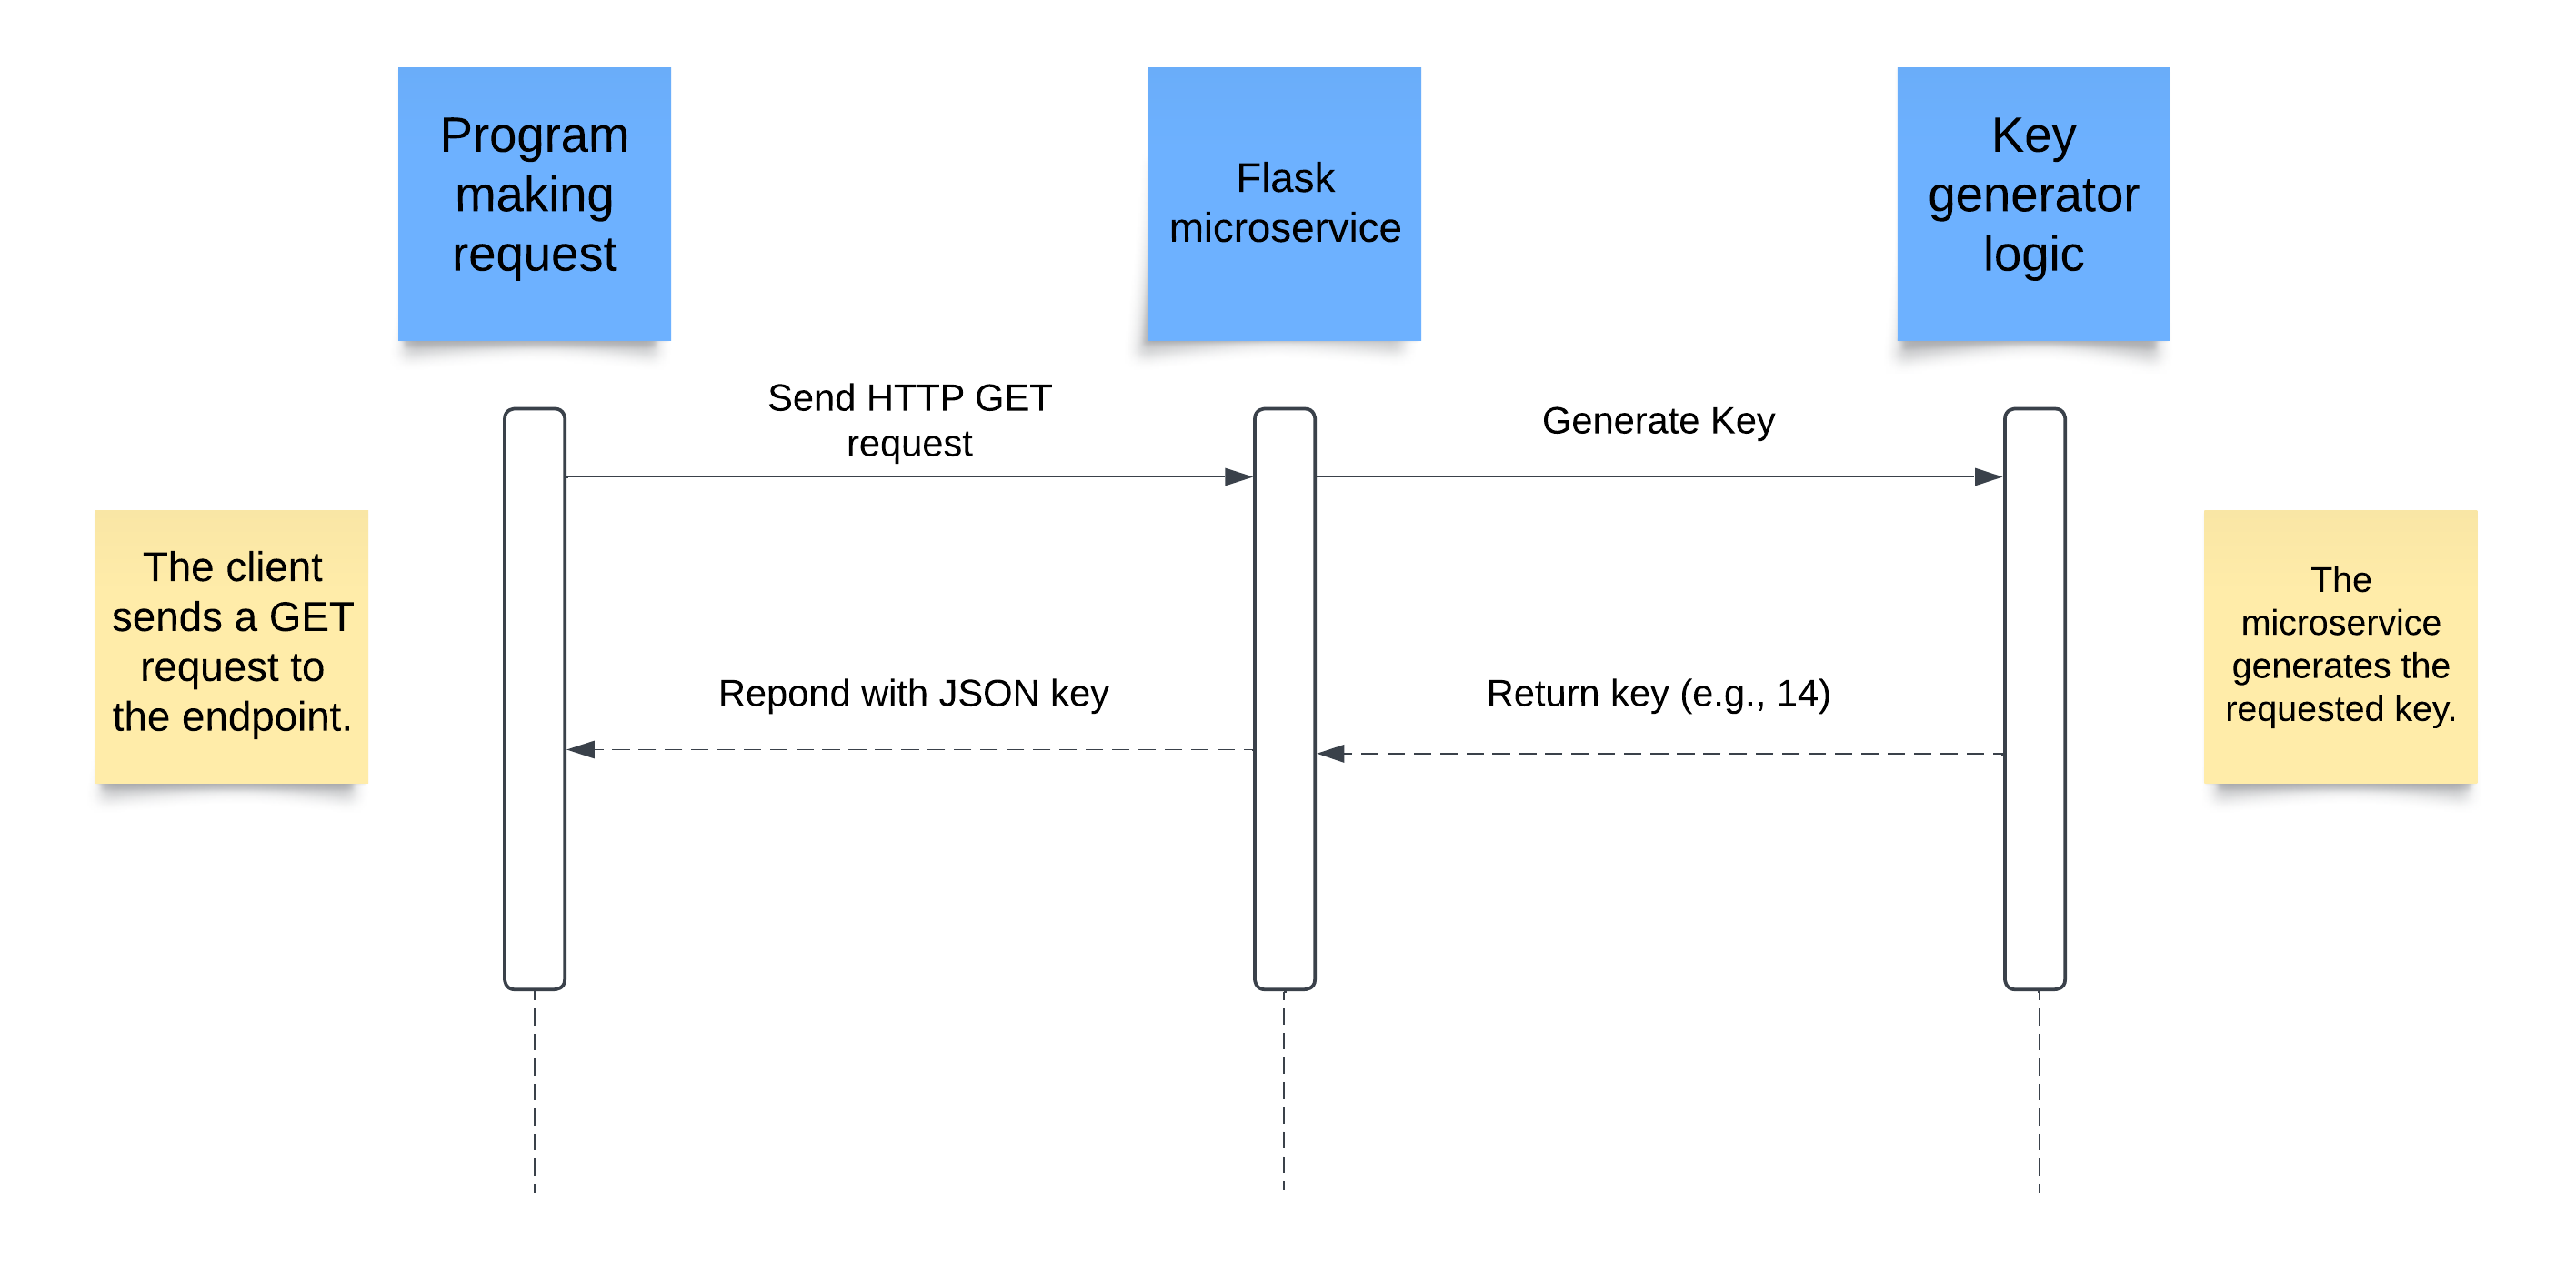 Program
making
request
Flask
microservice
Key
generator
logic
Send HTTP GET
request
Generate Key
The client
sends a GET
request to
the endpoint.
The
microservice
generates the
requested key.
Repond with JSON key
Return key (e.g., 14)